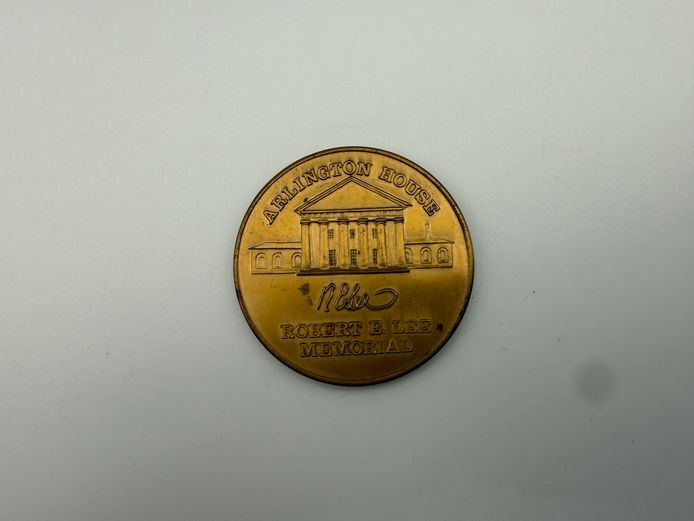 ARLINGTON HOUSE
R E Lee
ROBERT E. LEE
MEMORIAL